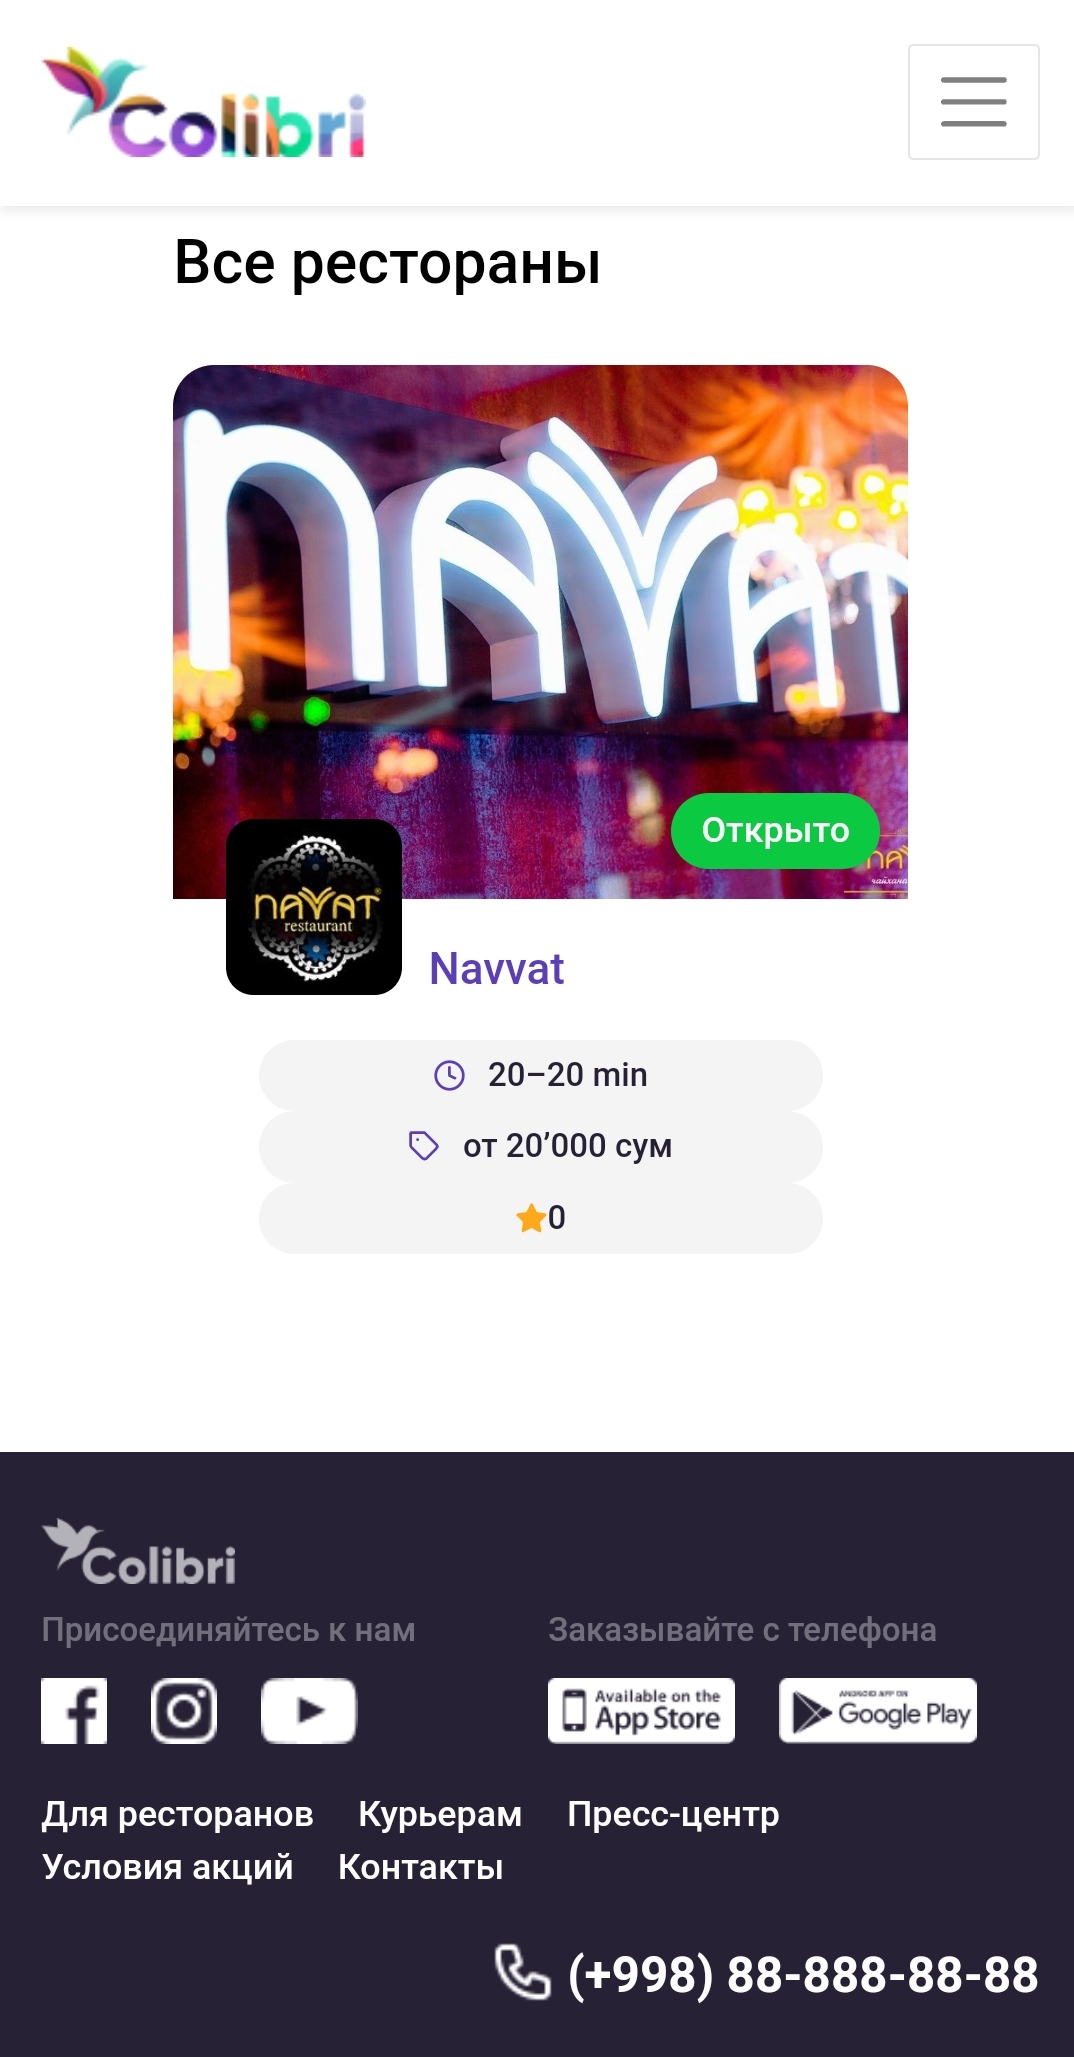 Colibri
Все рестораны
NAVAT
Открыто
NAVAT
чайхана
NAVAT®
restaurant
Navvat
20–20 min
от 20’000 сум
0
Colibri
Присоединяйтесь к нам
Заказывайте с телефона
Available on the
App Store
ANDROID APP ON
Google Play
Для ресторанов Курьерам Пресс-центр
Условия акций Контакты
(+998) 88-888-88-88